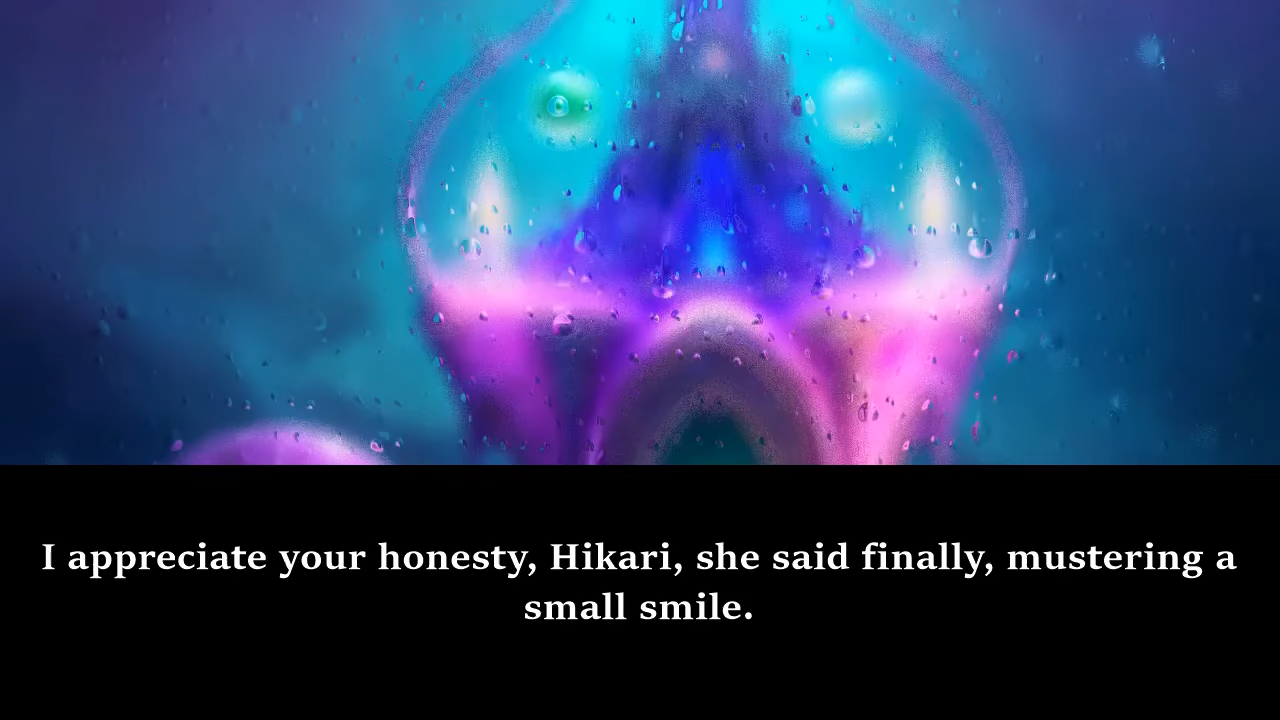 I appreciate your honesty, Hikari, she said finally, mustering a
small smile.